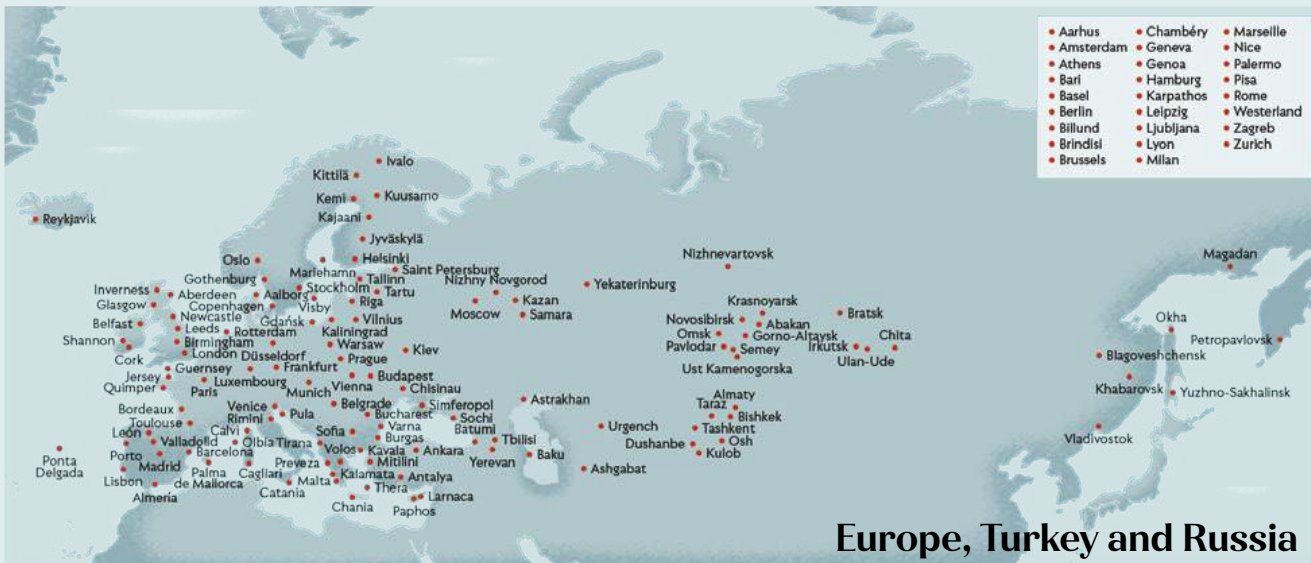 Aarhus
Amsterdam
Athens
Bari
Basel
Berlin
Billund
Brindisi
Brussels
Chambéry
Geneva
Genoa
Hamburg
Karpathos
Leipzig
Ljubljana
Lyon
Milan
Marseille
Nice
Palermo
Pisa
Rome
Westerland
Zagreb
Zurich
Ivalo
Kittilä
Kemi
Kuusamo
Kajaani
Reykjavik
Jyväskylä
Oslo
Helsinki
Marlehamn
Saint Petersburg
Gothenburg
Tallinn
Stockholm
Nizhny Novgorod
Tartu
Inverness
Aberdeen
Aalborg
Glasgow
Copenhagen
Visby
Riga
Moscow
Kazan
Samara
Newcastle
Belfast
Leeds
Rotterdam
Gdańsk
Kaliningrad
Vilnius
Shannon
Birmingham
Warsaw
Cork
London
Düsseldorf
Prague
Kiev
Guernsey
Frankfurt
Jersey
Luxembourg
Quimper
Paris
Munich
Vienna
Budapest
Chisinau
Bordeaux
Venice
Belgrade
Simferopol
Astrakhan
Toulouse
Rimini
Pula
Bucharest
Sochi
León
Calvi
Varna
Batumi
Valladolid
Olbia
Tirana
Sofia
Burgas
Tbilisi
Porto
Barcelona
Volos
Kavala
Ankara
Yerevan
Baku
Ponta
Delgada
Madrid
Palma
de Mallorca
Cagliari
Preveza
Mitilini
Kalamata
Antalya
Lisbon
Almería
Catania
Malta
Thera
Larnaca
Chania
Paphos
Nizhnevartovsk
Yekaterinburg
Krasnoyarsk
Bratsk
Novosibirsk
Abakan
Omsk
Gorno-Altaysk
Chita
Pavlodar
Semey
Irkutsk
Ulan-Ude
Ust Kamenogorska
Almaty
Taraz
Bishkek
Urgench
Tashkent
Dushanbe
Osh
Kulob
Ashgabat
Magadan
Okha
Petropavlovsk
Blagoveshchensk
Khabarovsk
Yuzhno-Sakhalinsk
Vladivostok
Europe, Turkey and Russia